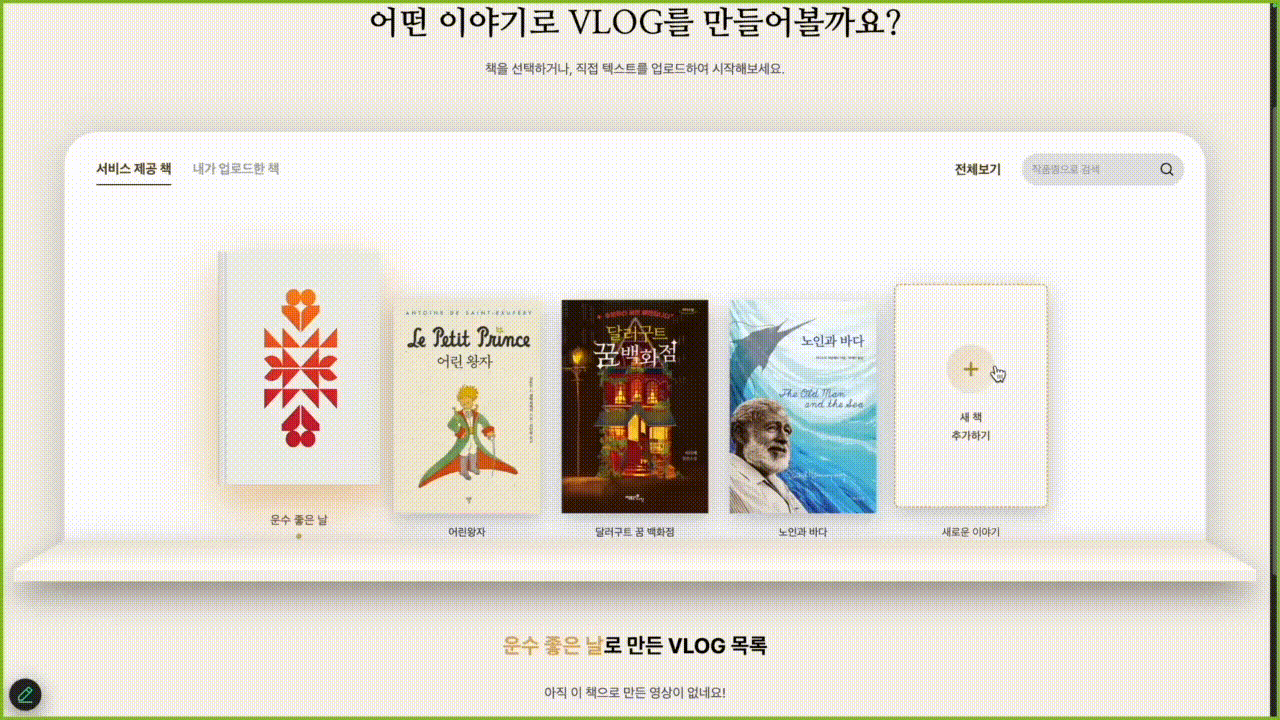 어떤 이야기로 VLOG를 만들어볼까요?
책을 선택하거나, 직접 텍스트를 업로드하여 시작해보세요.
서비스 제공 책
내가 업로드한 책
전체보기
작품명으로 검색
ANTOINE DE SAINT-EXUPÉRY
Le Petit Prince
어린 왕자
달러구트
꿈 백화점
노인과 바다
The Old Man
and the Sea
+
새 책
추가하기
운수 좋은 날
어린왕자
달러구트 꿈 백화점
노인과 바다
새로운 이야기
운수 좋은 날로 만든 VLOG 목록
아직 이 책으로 만든 영상이 없네요!